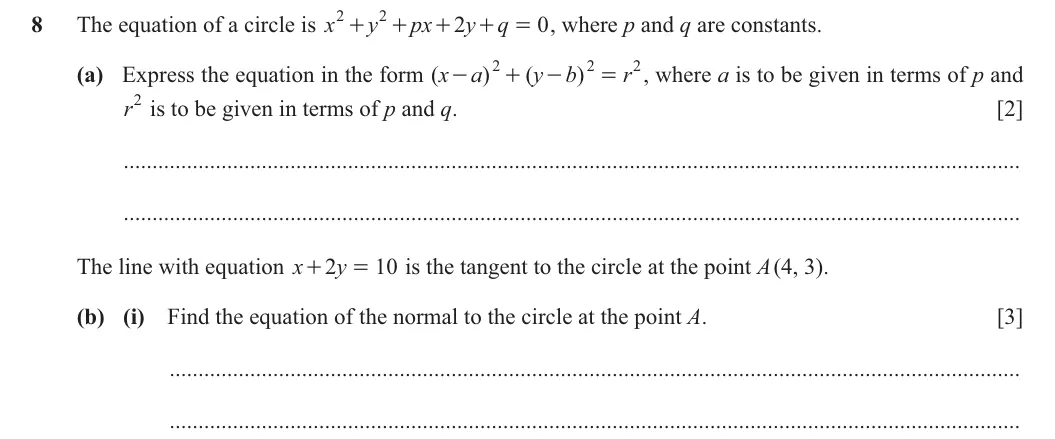 8 The equation of a circle is x² + y² + px + 2y + q = 0, where p and q are constants.
(a) Express the equation in the form (x − a)² + (y − b)² = r², where a is to be given in terms of p and
r² is to be given in terms of p and q. [2]
The line with equation x + 2y = 10 is the tangent to the circle at the point A(4, 3).
(b) (i) Find the equation of the normal to the circle at the point A. [3]